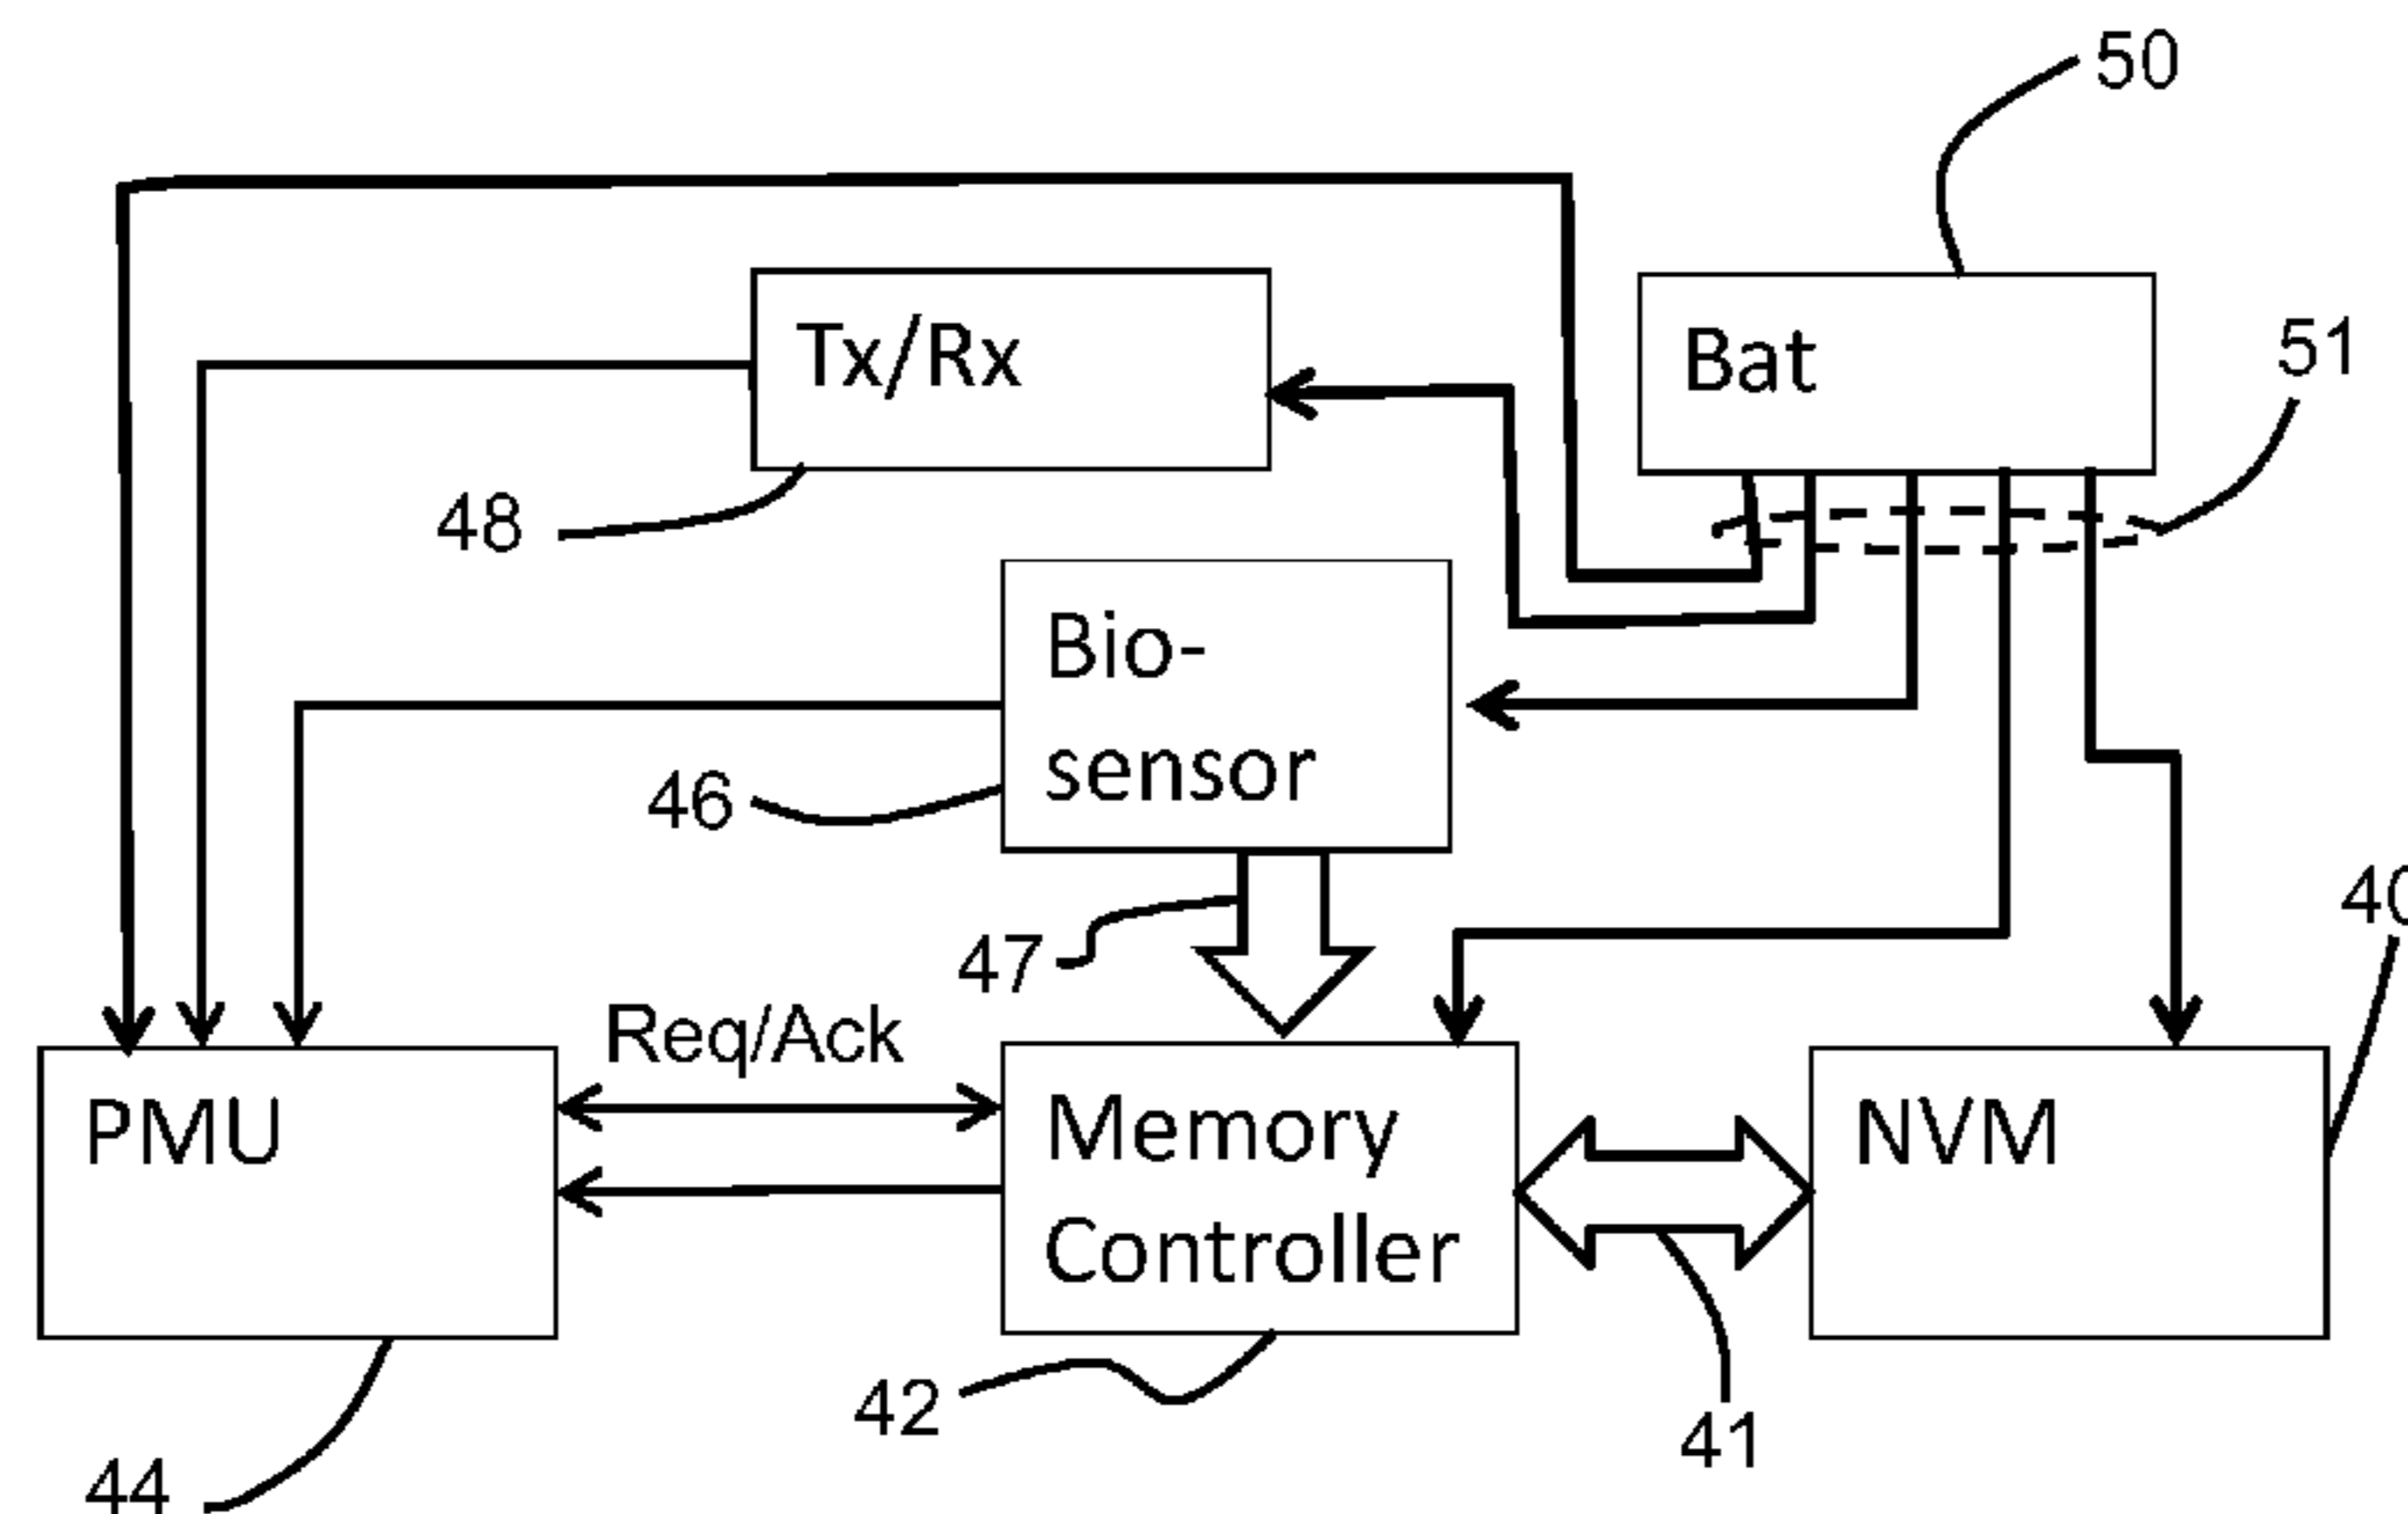 50
Tx/Rx
Bat
51
48
Bio-
sensor
46
40
47
Req/Ack
PMU
Memory
Controller
NVM
42
41
44